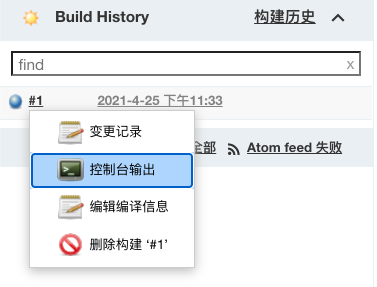 Build History 构建历史
find x
#1 2021-4-25 下午11:33
变更记录
全部 Atom feed 失败
控制台输出
编辑编译信息
删除构建 ‘#1’